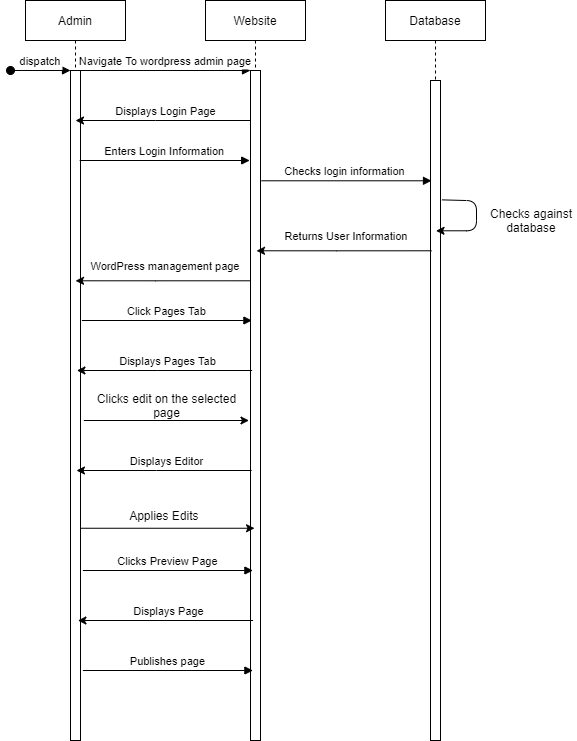 Admin
Website
Database
dispatch
Navigate To wordpress admin page
Displays Login Page
Enters Login Information
Checks login information
Checks against
database
Returns User Information
WordPress management page
Click Pages Tab
Displays Pages Tab
Clicks edit on the selected
page
Displays Editor
Applies Edits
Clicks Preview Page
Displays Page
Publishes page